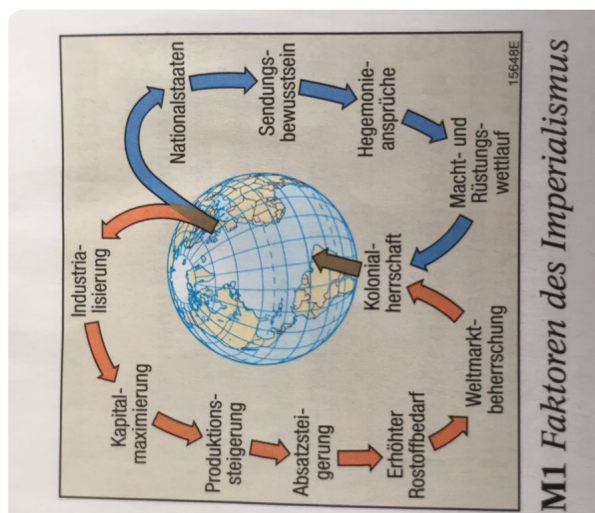 Industria-
lisierung
Kapital-
maximierung
Produktions-
steigerung
Absatzstei-
gerung
Erhöhter
Rostoffbedarf
Weltmarkt-
beherrschung
Nationalstaaten
Sendungs-
bewusstsein
Hegemonie-
ansprüche
Macht- und
Rüstungs-
wettlauf
Kolonial-
herrschaft
15648E
M1 Faktoren des Imperialismus